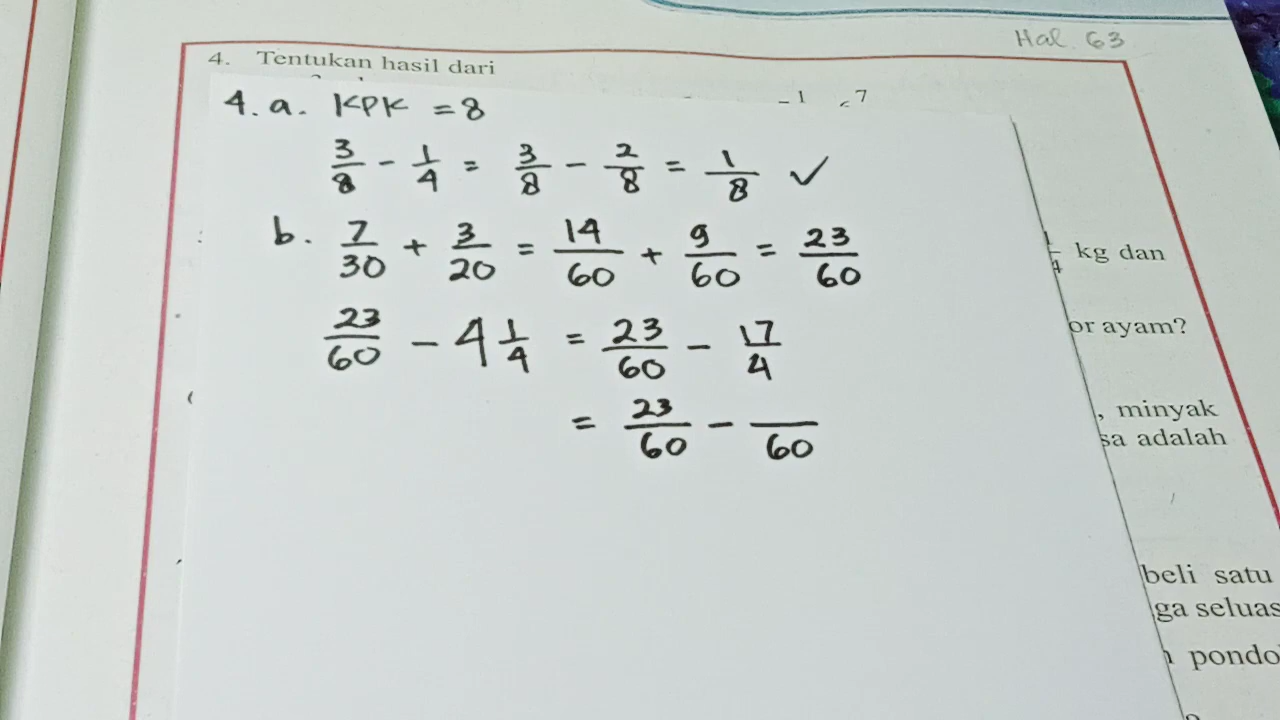 Hal. 63
4. Tentukan hasil dari
4. a. KPK = 8
3/8 - 1/4 = 3/8 - 2/8 = 1/8 ✓
b. 7/30 + 3/20 = 14/60 + 9/60 = 23/60
23/60 - 4 1/4 = 23/60 - 17/4
= 23/60 - /60
kg dan
or ayam?
, minyak
sa adalah
beli satu
ga seluas
pondo